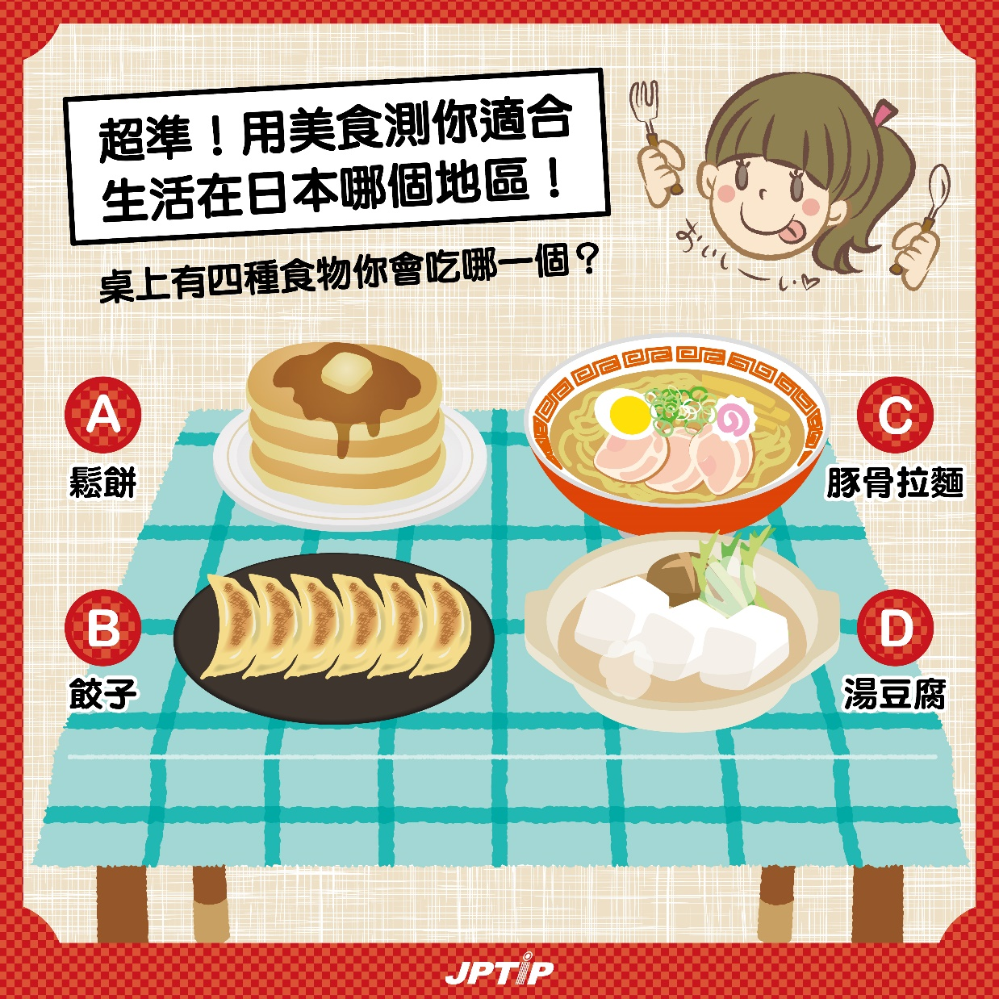 超準！用美食測你適合
生活在日本哪個地區！
桌上有四種食物你會吃哪一個？
おいしい
A
鬆餅
C
豚骨拉麵
B
餃子
D
湯豆腐
JPTiP